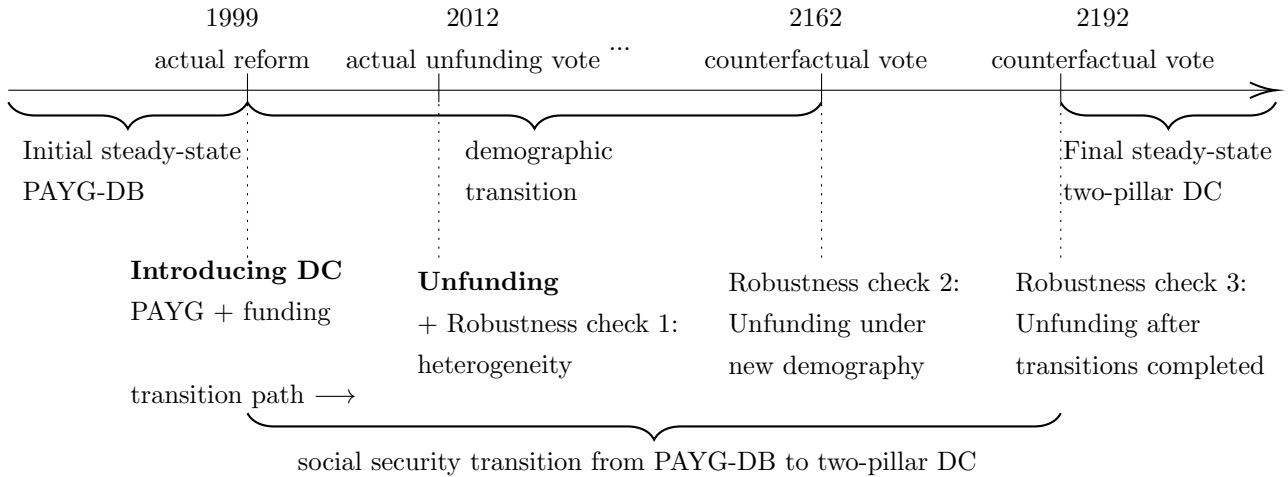 1999 2012 2162 2192
actual reform actual unfunding vote ... counterfactual vote counterfactual vote
Initial steady-state demographic Final steady-state
PAYG-DB transition two-pillar DC
Introducing DC
PAYG + funding
transition path ⟶
Unfunding
+ Robustness check 1:
heterogeneity
Robustness check 2:
Unfunding under
new demography
Robustness check 3:
Unfunding after
transitions completed
social security transition from PAYG-DB to two-pillar DC